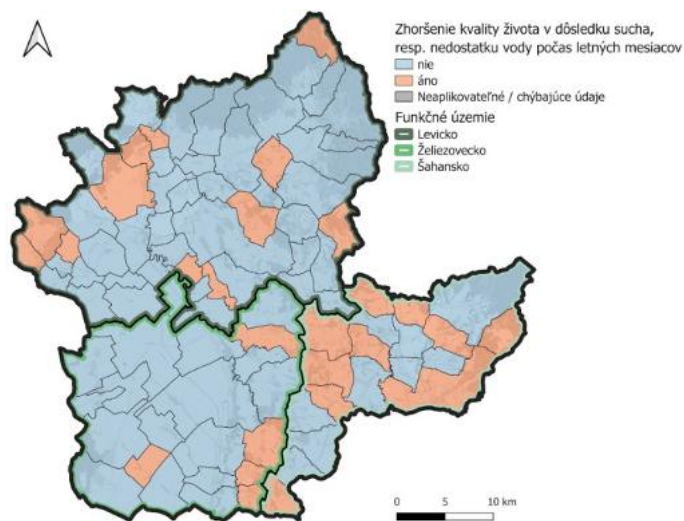 Zhoršenie kvality života v dôsledku sucha,
resp. nedostatku vody počas letných mesiacov
nie
áno
Neaplikovateľné / chýbajúce údaje
Funkčné územie
Levicko
Želiezovecko
Šahansko
0 5 10 km